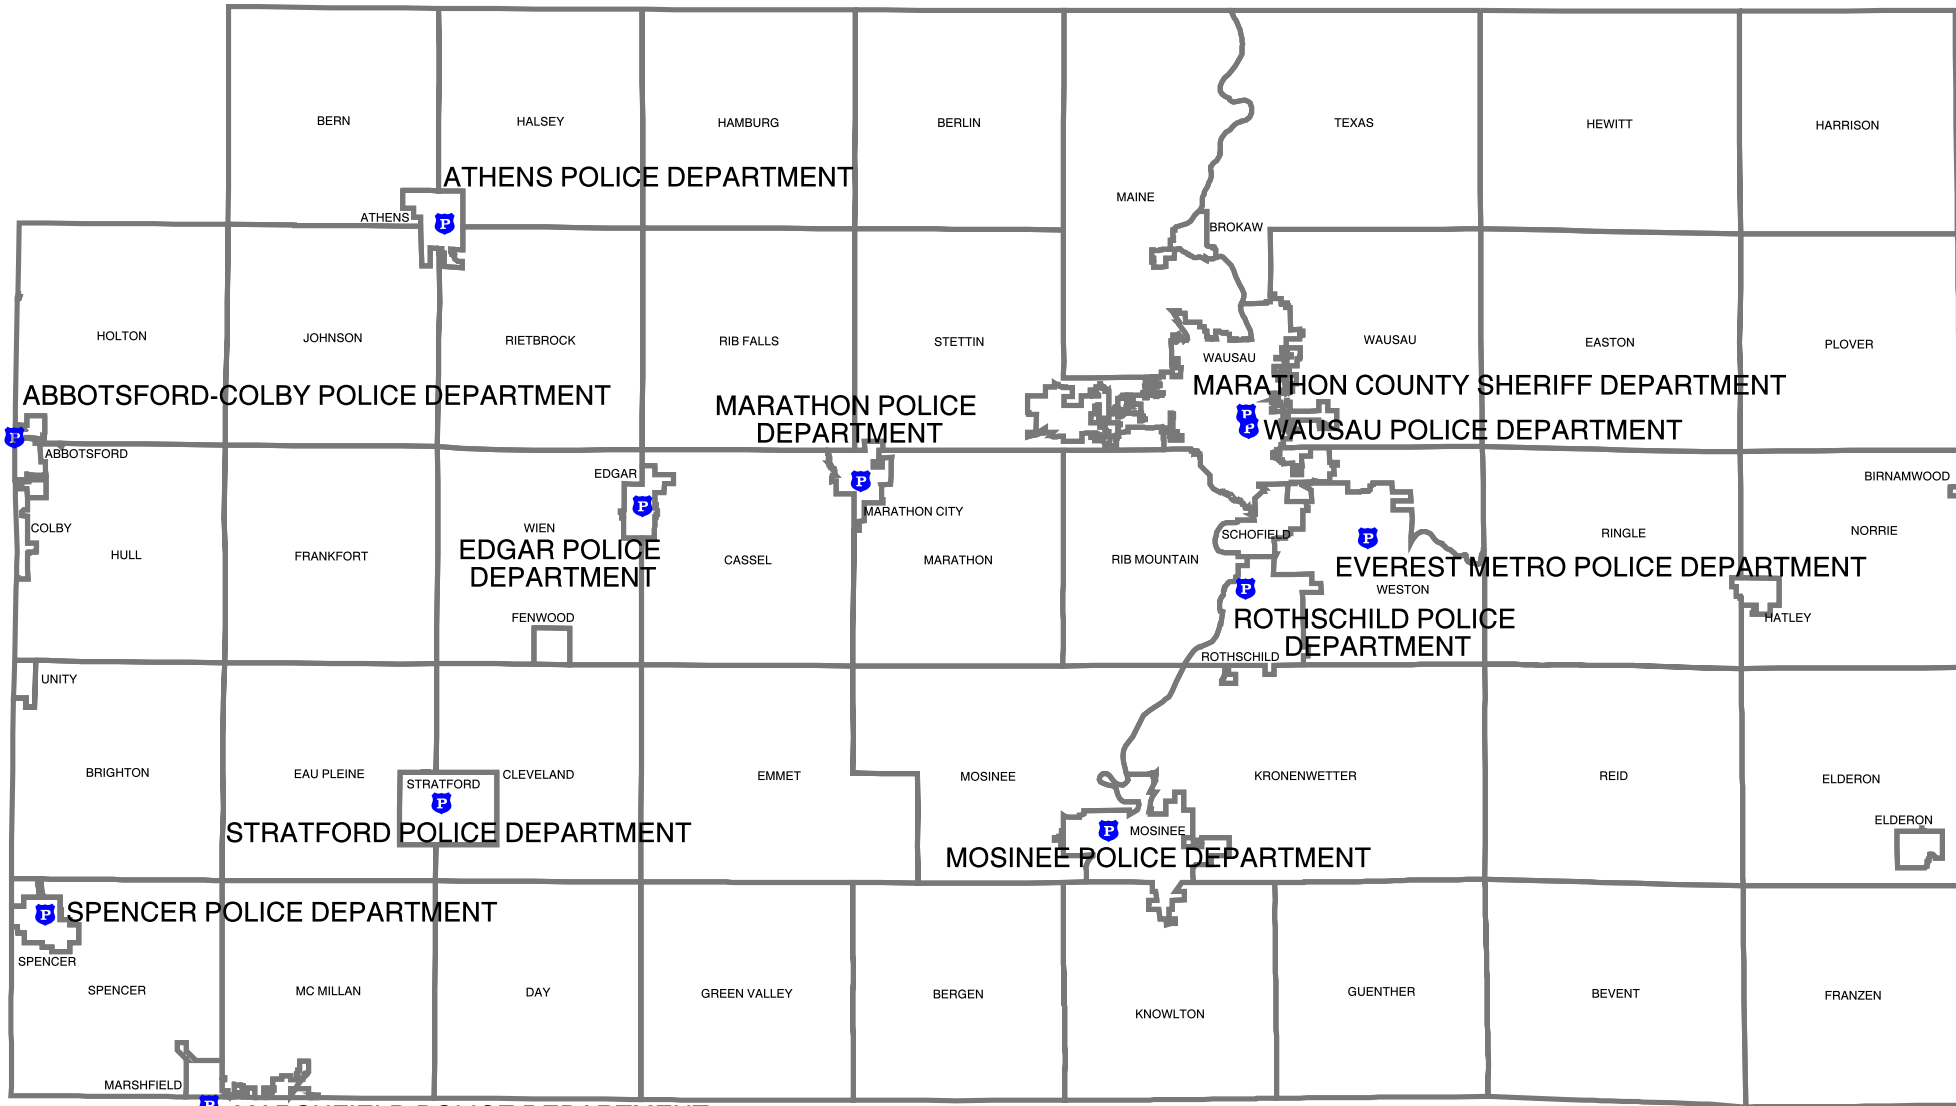 BERN
HALSEY
HAMBURG
BERLIN
TEXAS
HEWITT
HARRISON
ATHENS POLICE DEPARTMENT
MAINE
ATHENS
P
BROKAW
HOLTON
JOHNSON
RIETBROCK
RIB FALLS
STETTIN
WAUSAU
WAUSAU
EASTON
PLOVER
ABBOTSFORD-COLBY POLICE DEPARTMENT
MARATHON POLICE
DEPARTMENT
MARATHON COUNTY SHERIFF DEPARTMENT
P
P
WAUSAU POLICE DEPARTMENT
P
ABBOTSFORD
EDGAR
P
P
MARATHON CITY
BIRNAMWOOD
COLBY
HULL
FRANKFORT
WIEN
EDGAR POLICE
DEPARTMENT
CASSEL
MARATHON
RIB MOUNTAIN
SCHOFIELD
P
RINGLE
NORRIE
EVEREST METRO POLICE DEPARTMENT
WESTON
P
ROTHSCHILD POLICE
DEPARTMENT
ROTHSCHILD
HATLEY
FENWOOD
UNITY
BRIGHTON
EAU PLEINE
STRATFORD
P
CLEVELAND
STRATFORD POLICE DEPARTMENT
EMMET
MOSINEE
KRONENWETTER
REID
ELDERON
ELDERON
P
MOSINEE
MOSINEE POLICE DEPARTMENT
P
SPENCER POLICE DEPARTMENT
SPENCER
SPENCER
MC MILLAN
DAY
GREEN VALLEY
BERGEN
KNOWLTON
GUENTHER
BEVENT
FRANZEN
MARSHFIELD
P